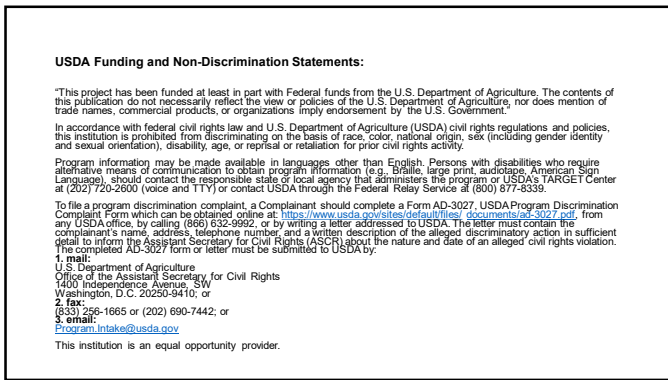 USDA Funding and Non-Discrimination Statements:
“This project has been funded at least in part with Federal funds from the U.S. Department of Agriculture. The contents of
this publication do not necessarily reflect the view or policies of the U.S. Department of Agriculture, nor does mention of
trade names, commercial products, or organizations imply endorsement by the U.S. Government.”
In accordance with federal civil rights law and U.S. Department of Agriculture (USDA) civil rights regulations and policies,
this institution is prohibited from discriminating on the basis of race, color, national origin, sex (including gender identity
and sexual orientation), disability, age, or reprisal or retaliation for prior civil rights activity.
Program information may be made available in languages other than English. Persons with disabilities who require
alternative means of communication to obtain program information (e.g., Braille, large print, audiotape, American Sign
Language), should contact the responsible state or local agency that administers the program or USDA’s TARGET Center
at (202) 720-2600 (voice and TTY) or contact USDA through the Federal Relay Service at (800) 877-8339.
To file a program discrimination complaint, a Complainant should complete a Form AD-3027, USDA Program Discrimination
Complaint Form which can be obtained online at: https://www.usda.gov/sites/default/files/ documents/ad-3027.pdf, from
any USDA office, by calling (866) 632-9992, or by writing a letter addressed to USDA. The letter must contain the
complainant’s name, address, telephone number, and a written description of the alleged discriminatory action in sufficient
detail to inform the Assistant Secretary for Civil Rights (ASCR) about the nature and date of an alleged civil rights violation.
The completed AD-3027 form or letter must be submitted to USDA by:
1. mail:
U.S. Department of Agriculture
Office of the Assistant Secretary for Civil Rights
1400 Independence Avenue, SW
Washington, D.C. 20250-9410; or
2. fax:
(833) 256-1665 or (202) 690-7442; or
3. email:
Program.Intake@usda.gov
This institution is an equal opportunity provider.